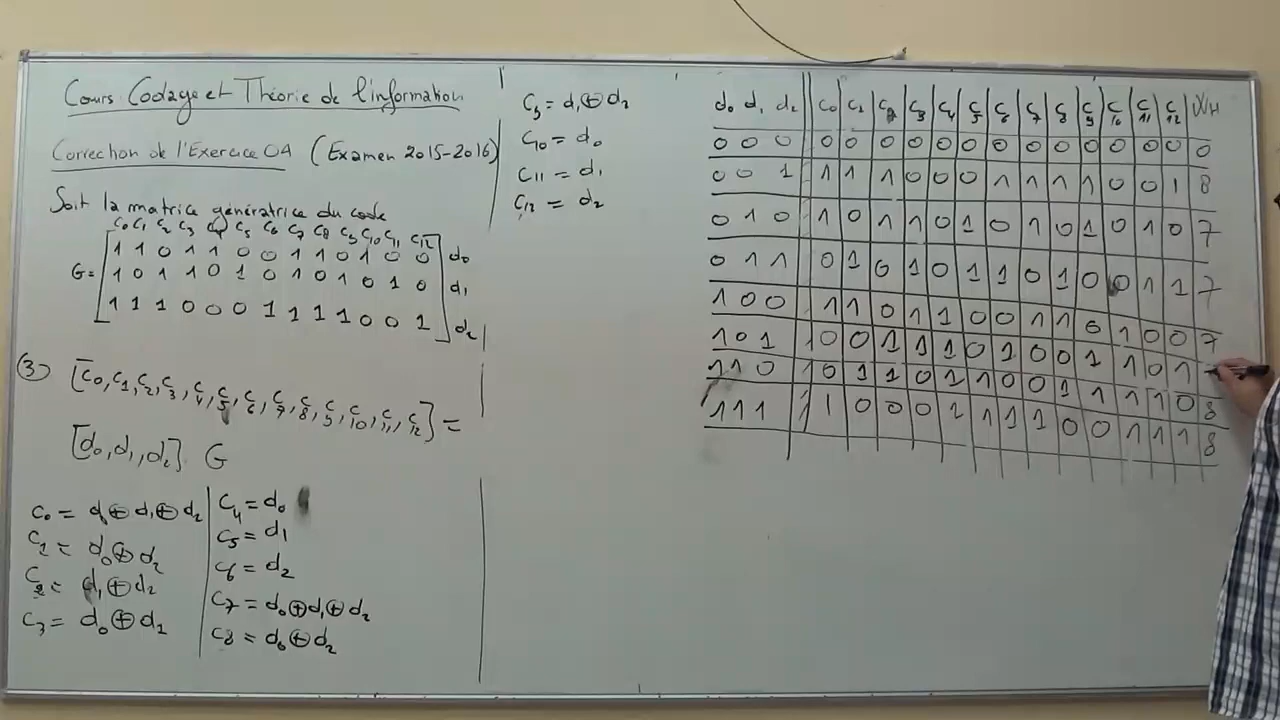 Cours Codage et Théorie de l'information
Correction de l'Exercice 04 (Examen 2015-2016)
Soit la matrice génératrice du code
c0 c1 c2 c3 c4 c5 c6 c7 c8 c9 c10 c11 c12
G = [ 1 1 0 1 1 0 0 1 1 0 1 0 0 ] d0
1 0 1 1 0 1 0 1 0 1 0 1 0 d1
1 1 1 0 0 0 1 1 1 1 0 0 1 d2
③ [c0, c1, c2, c3, c4, c5, c6, c7, c8, c9, c10, c11, c12] =
[d0, d1, d2] G
c0 = d0 ⊕ d1 ⊕ d2
c1 = d0 ⊕ d2
c2 = d1 ⊕ d2
c3 = d0 ⊕ d1
c4 = d0
c5 = d1
c6 = d2
c7 = d0 ⊕ d1 ⊕ d2
c8 = d0 ⊕ d2
c9 = d1 ⊕ d2
c10 = d0
c11 = d1
c12 = d2
d0 d1 d2 c0 c1 c2 c3 c4 c5 c6 c7 c8 c9 c10 c11 c12
0 0 0 0 0 0 0 0 0 0 0 0 0 0 0 0 0
0 0 1 1 1 1 0 0 0 1 1 1 1 0 0 1 8
0 1 0 1 0 1 1 0 1 0 1 0 1 0 1 0 7
0 1 1 0 1 0 1 0 1 1 0 1 0 0 1 1 7
1 0 0 1 1 0 1 1 0 0 1 1 0 1 0 0 7
1 0 1 0 0 1 1 1 0 1 0 0 1 1 0 1
1 1 0 0 1 1 0 1 1 0 0 1 1 1 1 0 8
1 1 1 1 0 0 0 1 1 1 1 0 0 1 1 1 8